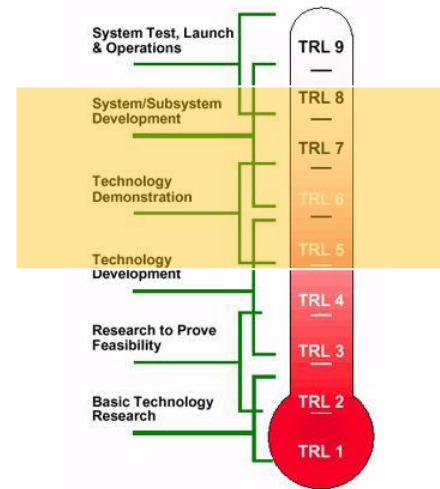 System Test, Launch
& Operations
TRL 9
System/Subsystem
Development
TRL 8
TRL 7
Technology
Demonstration
TRL 6
TRL 5
Technology
Development
TRL 4
Research to Prove
Feasibility
TRL 3
Basic Technology
Research
TRL 2
TRL 1